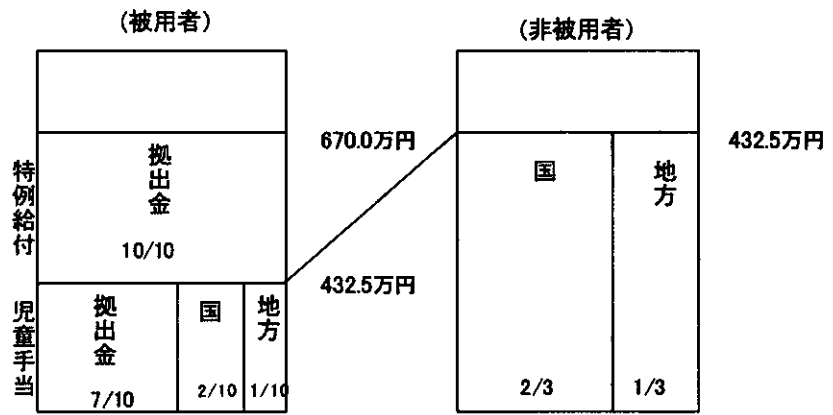 (被用者)
(非被用者)
特例給付
拠出金
10/10
670.0万円
432.5万円
児童手当
拠出金
7/10
国
2/10
地方
1/10
国
2/3
地方
1/3
432.5万円